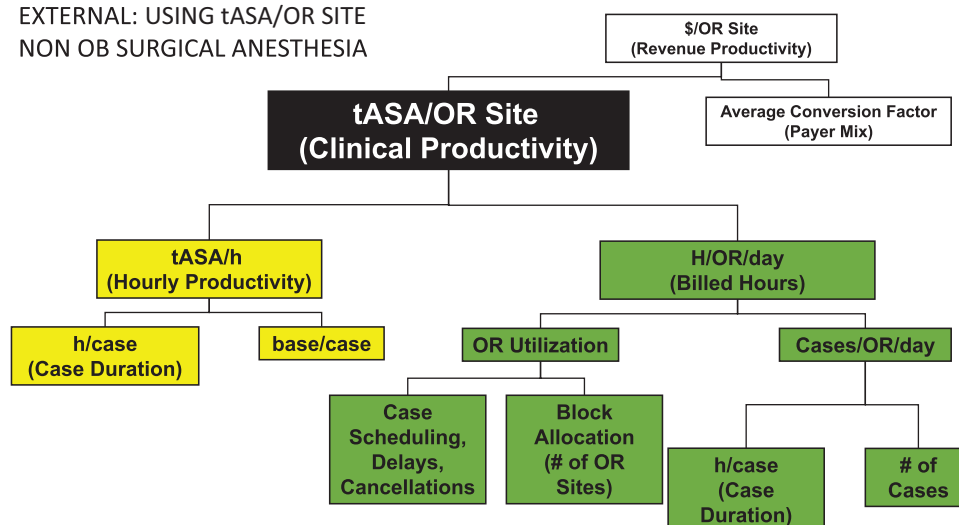 EXTERNAL: USING tASA/OR SITE
NON OB SURGICAL ANESTHESIA
$/OR Site
(Revenue Productivity)
tASA/OR Site
(Clinical Productivity)
Average Conversion Factor
(Payer Mix)
tASA/h
(Hourly Productivity)
H/OR/day
(Billed Hours)
h/case
(Case Duration)
base/case
OR Utilization
Cases/OR/day
Case
Scheduling,
Delays,
Cancellations
Block
Allocation
(# of OR
Sites)
h/case
(Case
Duration)
# of
Cases